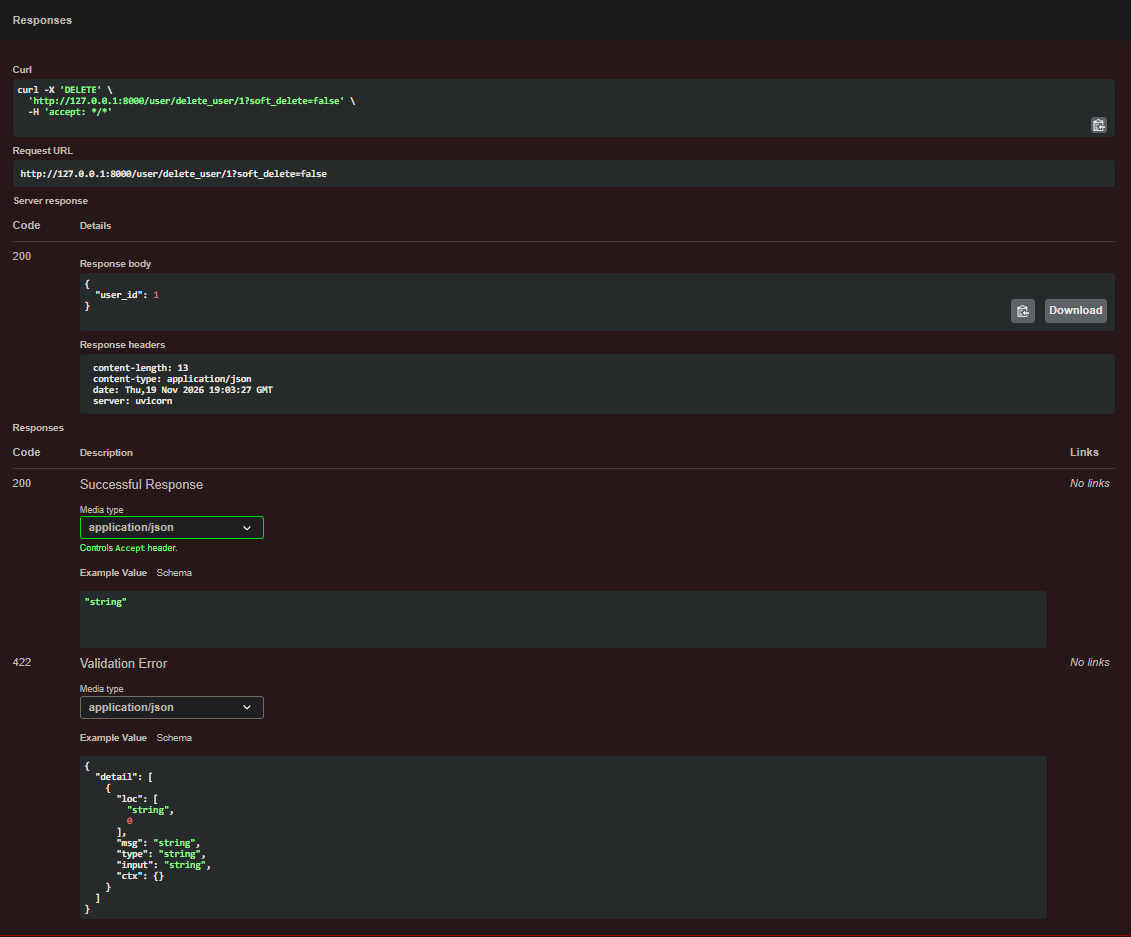 Responses
Curl
curl -X 'DELETE' \
  'http://127.0.0.1:8000/user/delete_user/1?soft_delete=false' \
  -H 'accept: */*'
Request URL
http://127.0.0.1:8000/user/delete_user/1?soft_delete=false
Server response
Code Details
200
Response body
{
  "user_id": 1
}
Download
Response headers
content-length: 13
content-type: application/json
date: Thu,19 Nov 2026 19:03:27 GMT
server: uvicorn
Responses
Code Description Links
200 Successful Response No links
Media type
application/json
Controls Accept header.
Example Value Schema
"string"
422 Validation Error No links
Media type
application/json
Example Value Schema
{
  "detail": [
    {
      "loc": [
        "string",
        0
      ],
      "msg": "string",
      "type": "string",
      "input": "string",
      "ctx": {}
    }
  ]
}